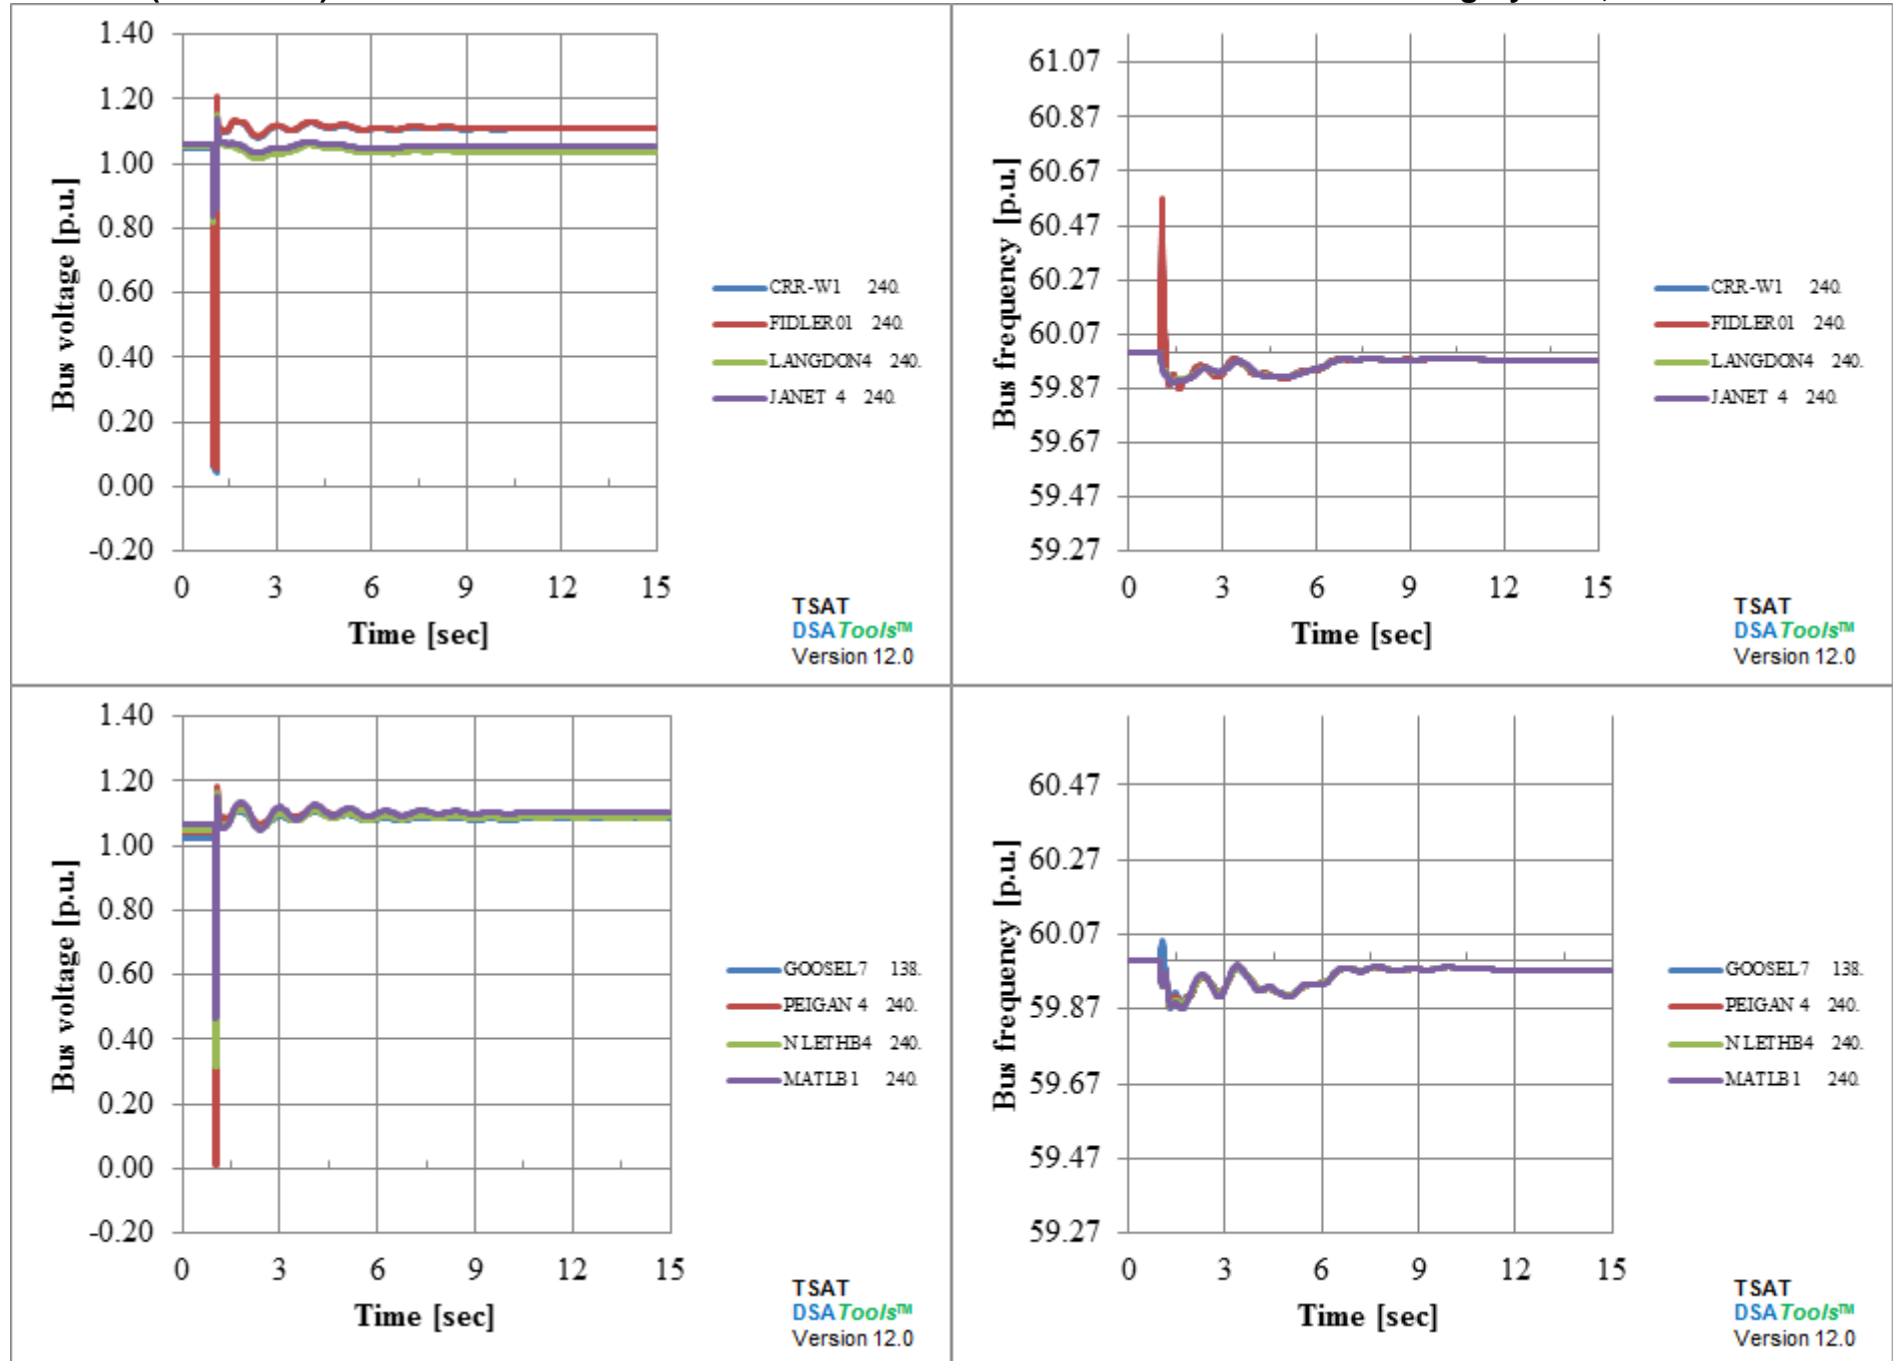 1.40
1.20
1.00
0.80
0.60
0.40
0.20
0.00
-0.20
Bus voltage [p.u.]
0 3 6 9 12 15
Time [sec]
CRR-W1 240.
FIDLER01 240.
LANGDON4 240.
JANET 4 240.
TSAT
DSATools™
Version 12.0
61.07
60.87
60.67
60.47
60.27
60.07
59.87
59.67
59.47
59.27
Bus frequency [p.u.]
0 3 6 9 12 15
Time [sec]
CRR-W1 240.
FIDLER01 240.
LANGDON4 240.
JANET 4 240.
TSAT
DSATools™
Version 12.0
1.40
1.20
1.00
0.80
0.60
0.40
0.20
0.00
-0.20
Bus voltage [p.u.]
0 3 6 9 12 15
Time [sec]
GOOSEL7 138.
PEIGAN 4 240.
N LETHB4 240.
MATLB1 240.
TSAT
DSATools™
Version 12.0
60.47
60.27
60.07
59.87
59.67
59.47
59.27
Bus frequency [p.u.]
0 3 6 9 12 15
Time [sec]
GOOSEL7 138.
PEIGAN 4 240.
N LETHB4 240.
MATLB1 240.
TSAT
DSATools™
Version 12.0